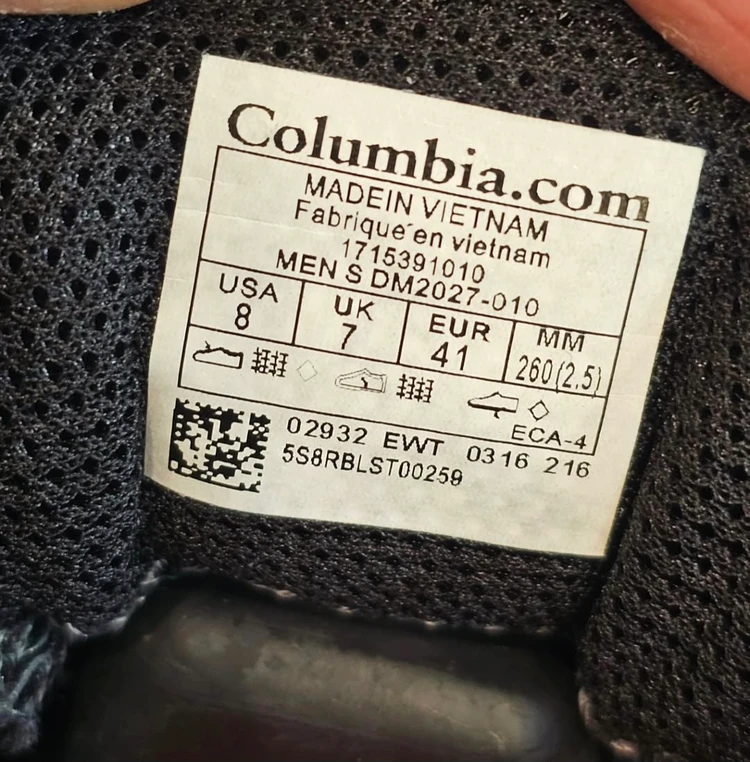 Columbia.com
MADEIN VIETNAM
Fabrique en vietnam
1715391010
MEN S DM2027-010
USA UK EUR MM
8 7 41 260(2.5)
ECA-4
02932 EWT 0316 216
5S8RBLST00259